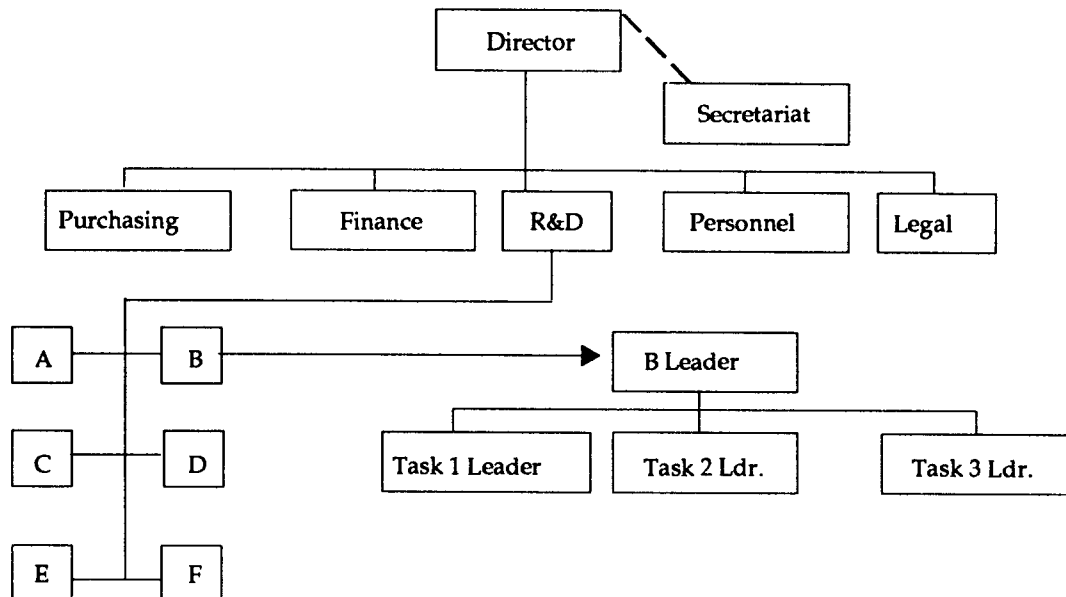 Director
Secretariat
Purchasing
Finance
R&D
Personnel
Legal
A
B
B Leader
C
D
Task 1 Leader
Task 2 Ldr.
Task 3 Ldr.
E
F